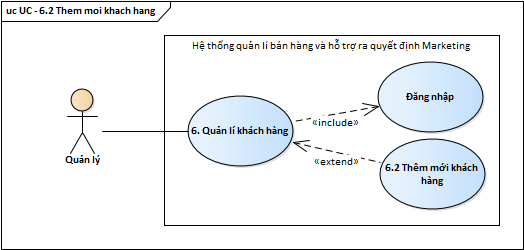 uc UC - 6.2 Them moi khach hang
Hệ thống quản lí bán hàng và hỗ trợ ra quyết định Marketing
Đăng nhập
«include»
6. Quản lí khách hàng
«extend»
6.2 Thêm mới khách
hàng
Quản lý